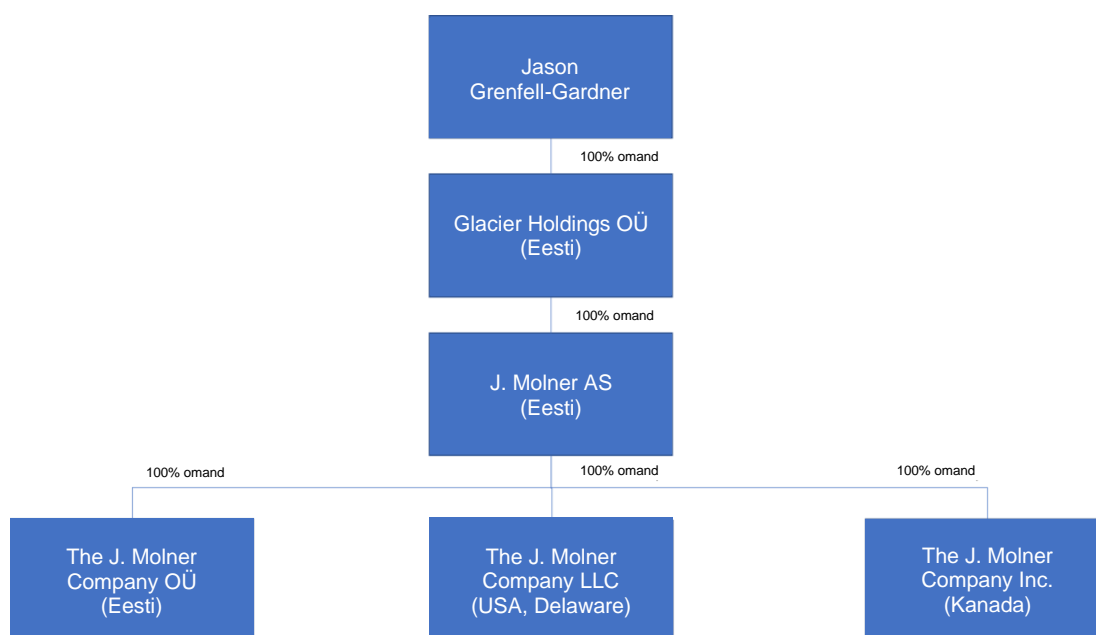 Jason
Grenfell-Gardner
100% omand
Glacier Holdings OÜ
(Eesti)
100% omand
J. Molner AS
(Eesti)
100% omand
100% omand
100% omand
The J. Molner
Company OÜ
(Eesti)
The J. Molner
Company LLC
(USA, Delaware)
The J. Molner
Company Inc.
(Kanada)